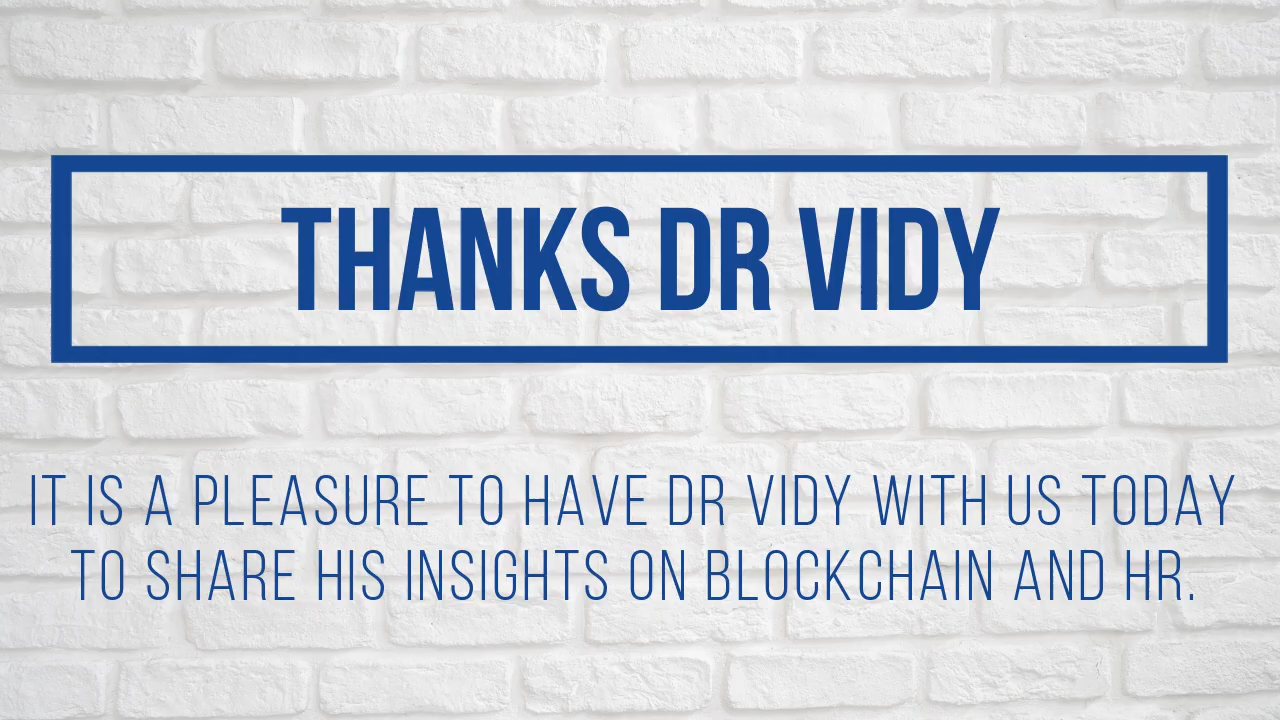 THANKS DR VIDY
IT IS A PLEASURE TO HAVE DR VIDY WITH US TODAY
TO SHARE HIS INSIGHTS ON BLOCKCHAIN AND HR.